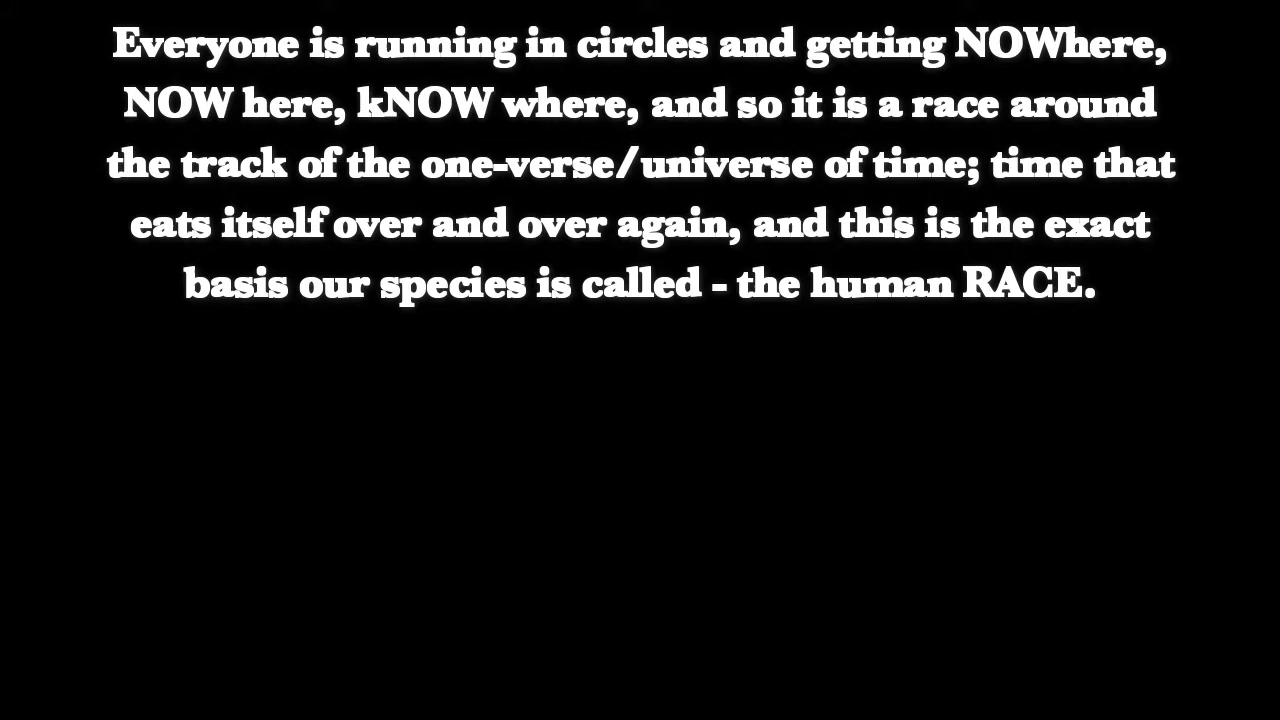 Everyone is running in circles and getting NOWhere,
NOW here, kNOW where, and so it is a race around
the track of the one-verse/universe of time; time that
eats itself over and over again, and this is the exact
basis our species is called - the human RACE.